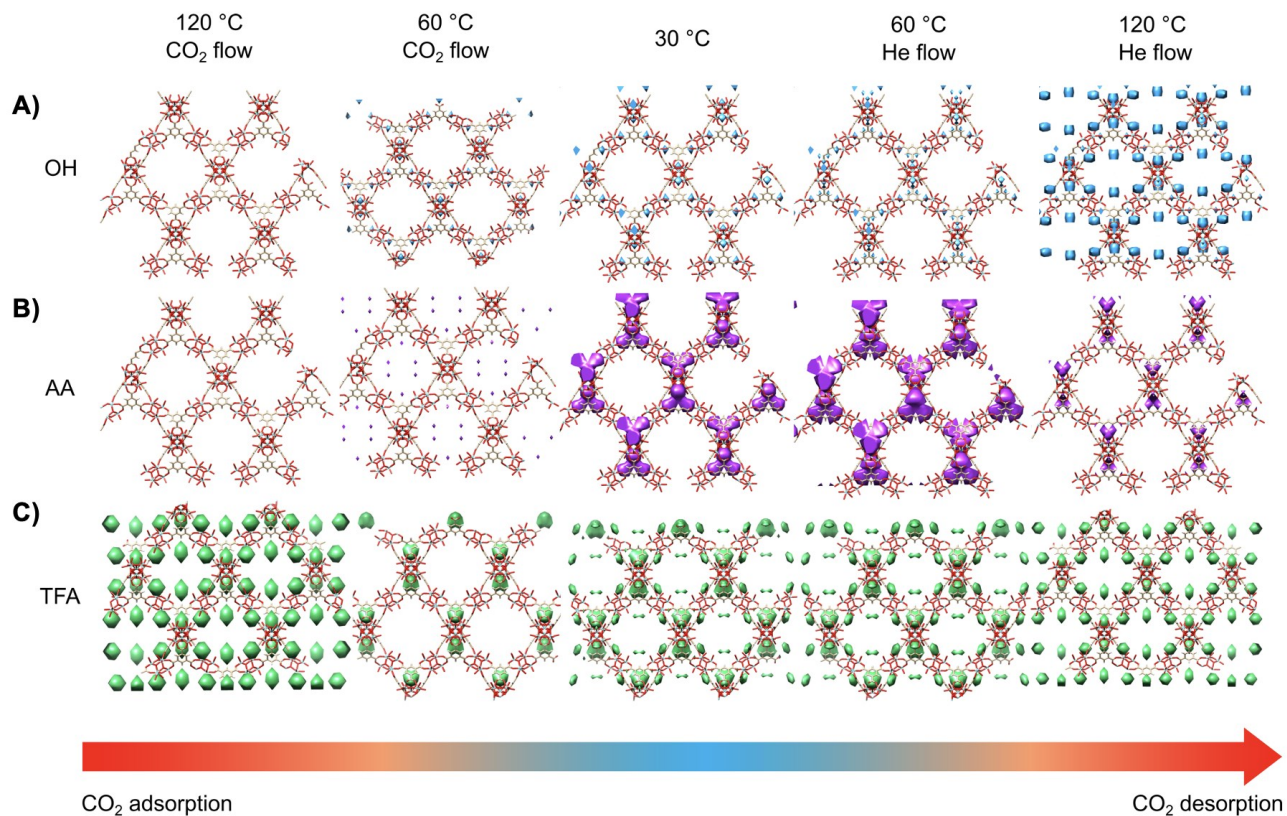 120 °C
CO₂ flow
60 °C
CO₂ flow
30 °C
60 °C
He flow
120 °C
He flow
A)
OH
B)
AA
C)
TFA
CO₂ adsorption
CO₂ desorption